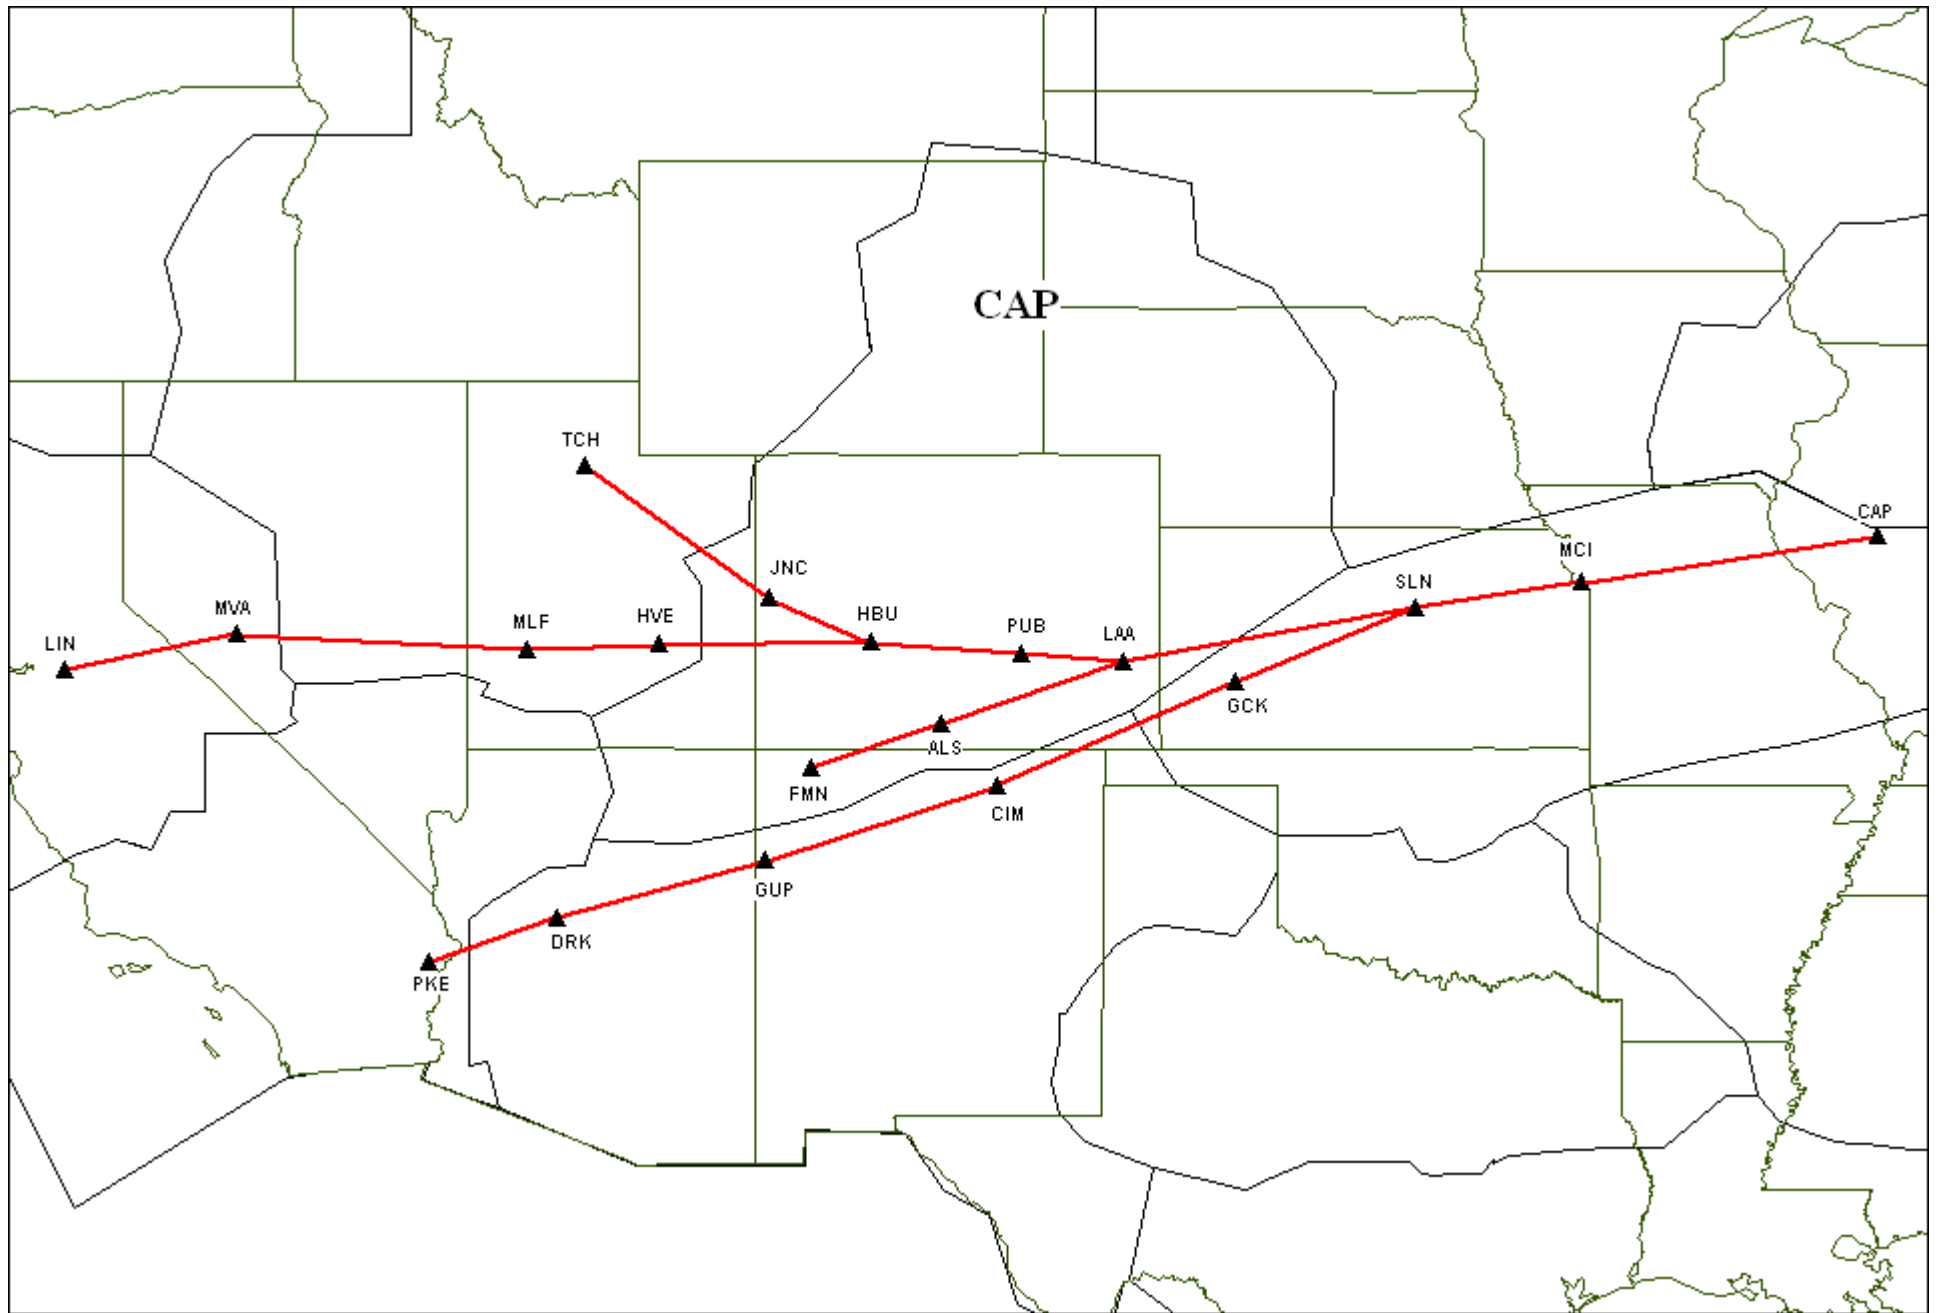 CAP
TCH
CAP
MCI
JNC
SLN
MVA
HVE
HBU
PUB
MLF
LAA
LIN
GCK
ALS
FMN
CIM
GUP
DRK
PKE